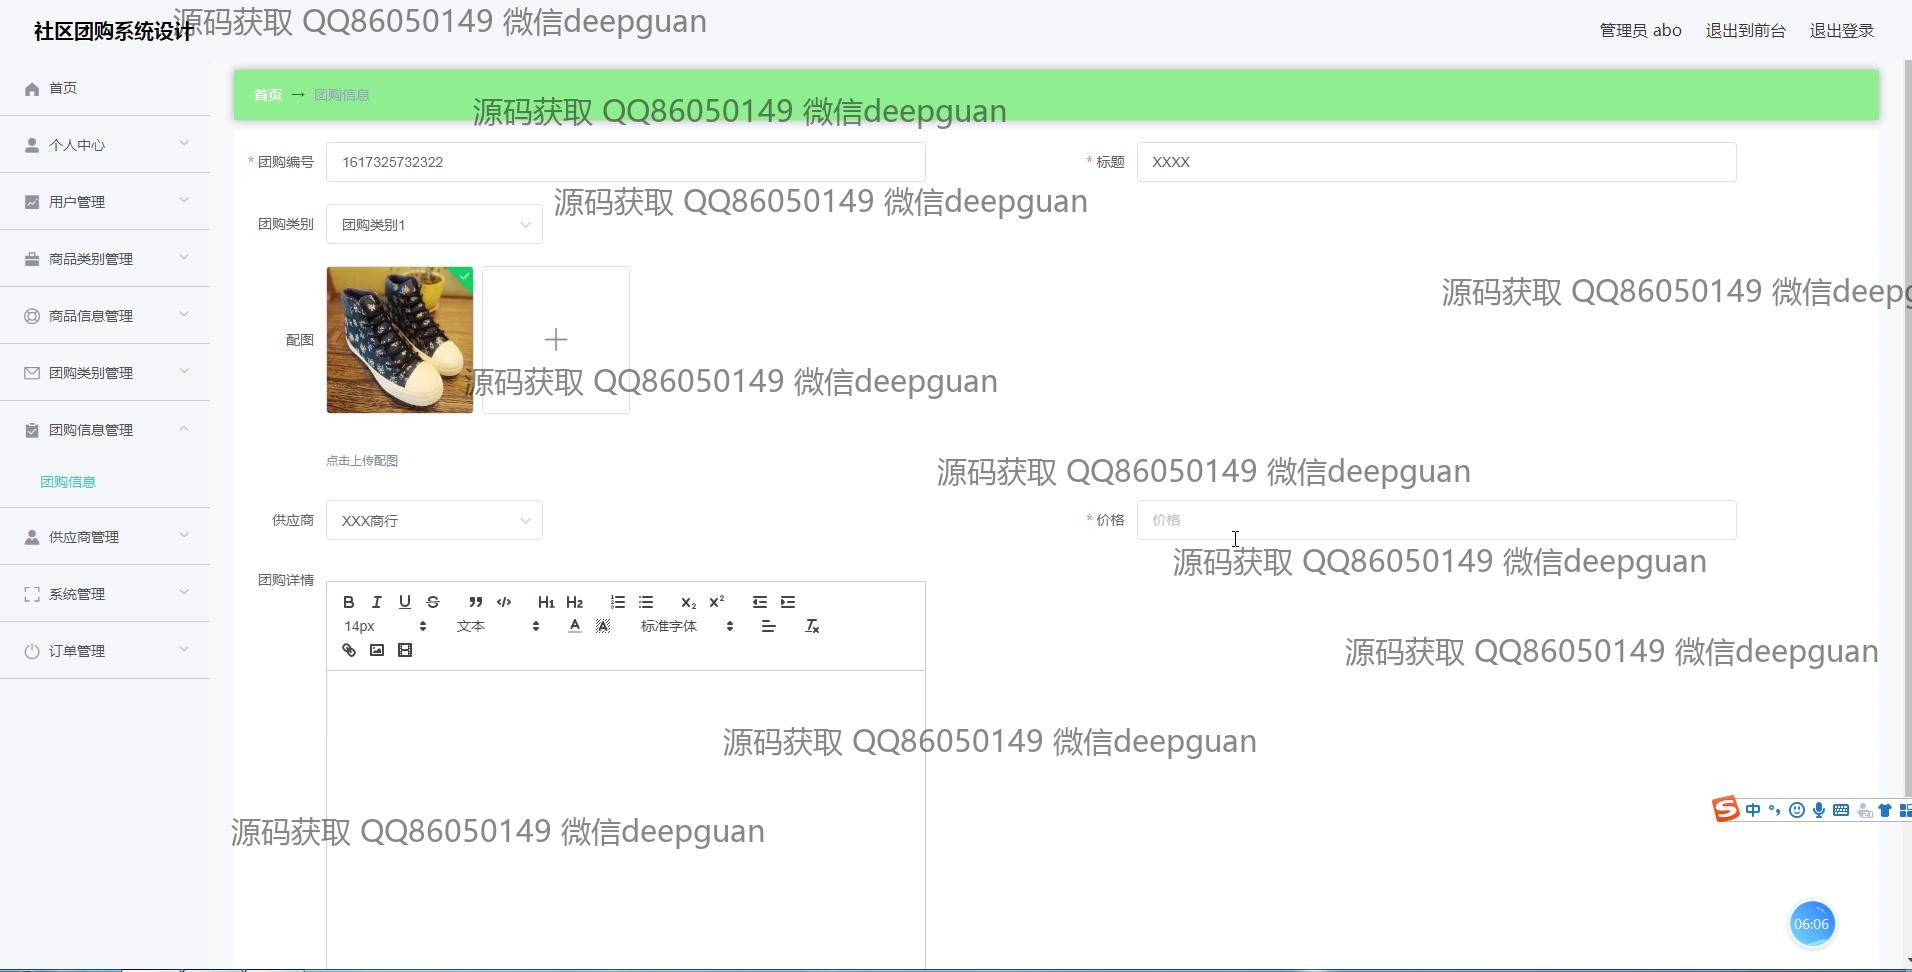 社区团购系统设计
源码获取 QQ86050149 微信deepguan
管理员 abo 退出到前台 退出登录
首页
个人中心
用户管理
商品类别管理
商品信息管理
团购类别管理
团购信息管理
团购信息
供应商管理
系统管理
订单管理
首页 → 团购信息
源码获取 QQ86050149 微信deepguan
* 团购编号 1617325732322
* 标题 XXXX
源码获取 QQ86050149 微信deepguan
团购类别 团购类别1
源码获取 QQ86050149 微信deepg
配图
源码获取 QQ86050149 微信deepguan
点击上传配图
源码获取 QQ86050149 微信deepguan
供应商 XXX商行
* 价格 价格
源码获取 QQ86050149 微信deepguan
团购详情
B I U S ” </> H1 H2 X2 X2
14px 文本 A A 标准字体 Tx
源码获取 QQ86050149 微信deepguan
源码获取 QQ86050149 微信deepguan
中
源码获取 QQ86050149 微信deepguan
06:06